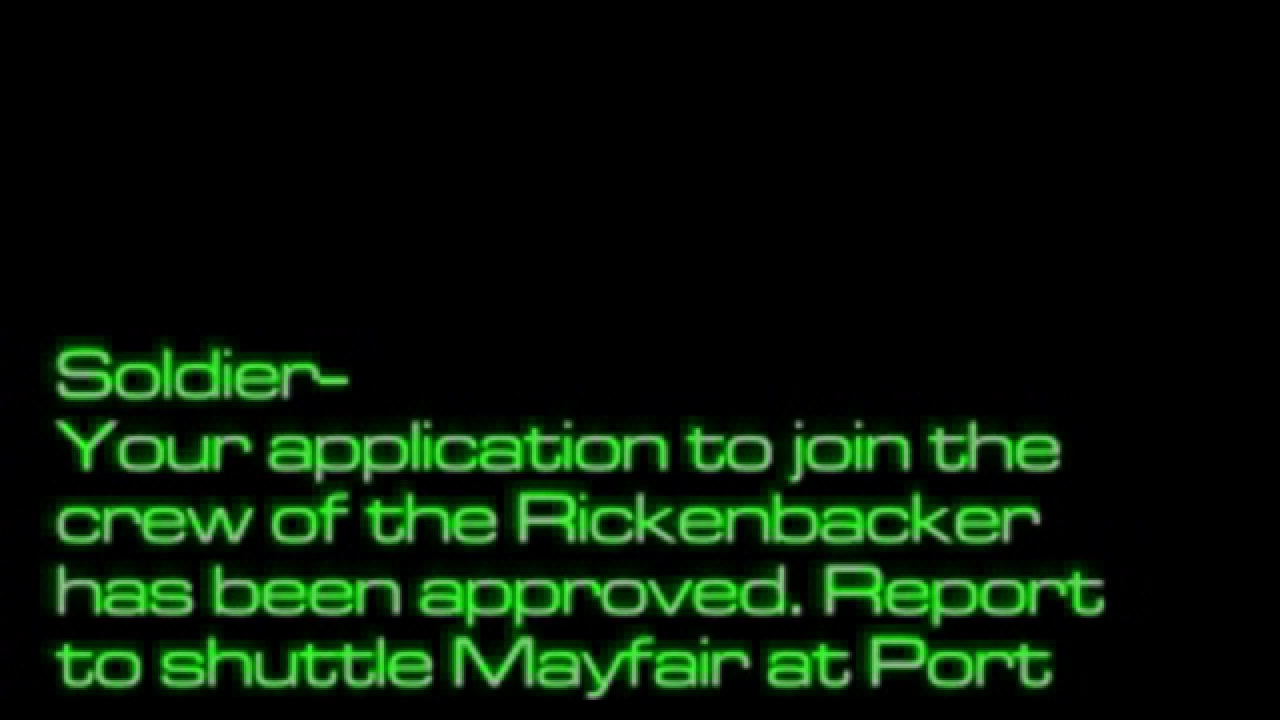 Soldier-
Your application to join the
crew of the Rickenbacker
has been approved. Report
to shuttle Mayfair at Port